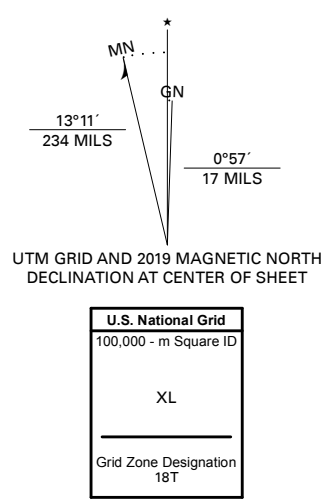 MN
GN
13°11´
234 MILS
0°57´
17 MILS
UTM GRID AND 2019 MAGNETIC NORTH
DECLINATION AT CENTER OF SHEET
U.S. National Grid
100,000 - m Square ID
XL
Grid Zone Designation
18T